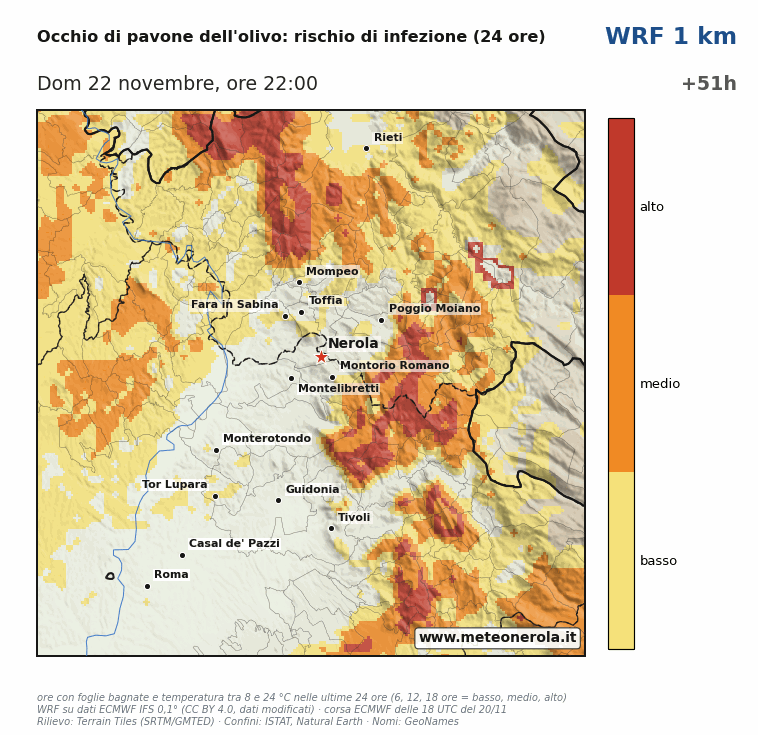 Occhio di pavone dell'olivo: rischio di infezione (24 ore)
WRF 1 km
Dom 22 novembre, ore 22:00
+51h
Rieti
alto
Mompeo
Toffia
Fara in Sabina
Poggio Moiano
Nerola
Montorio Romano
Montelibretti
medio
Monterotondo
Tor Lupara
Guidonia
Tivoli
Casal de' Pazzi
basso
Roma
www.meteonerola.it
ore con foglie bagnate e temperatura tra 8 e 24 °C nelle ultime 24 ore (6, 12, 18 ore = basso, medio, alto)
WRF su dati ECMWF IFS 0,1° (CC BY 4.0, dati modificati) · corsa ECMWF delle 18 UTC del 20/11
Rilievo: Terrain Tiles (SRTM/GMTED) · Confini: ISTAT, Natural Earth · Nomi: GeoNames